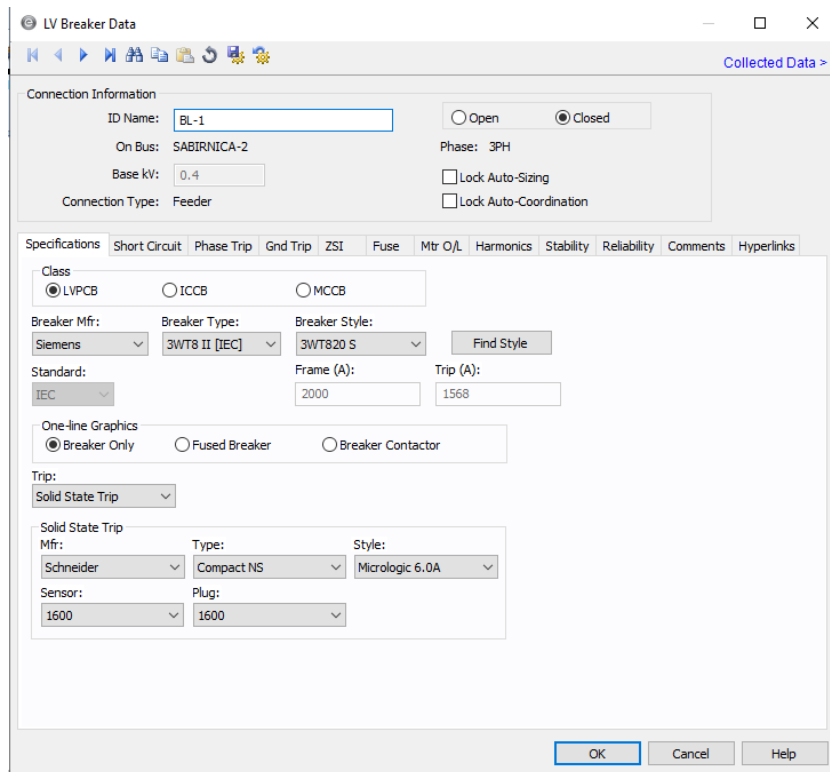 LV Breaker Data
Collected Data >
Connection Information
ID Name: BL-1
Open Closed
On Bus: SABIRNICA-2
Phase: 3PH
Base kV: 0.4
Lock Auto-Sizing
Connection Type: Feeder
Lock Auto-Coordination
Specifications Short Circuit Phase Trip Gnd Trip ZSI Fuse Mtr O/L Harmonics Stability Reliability Comments Hyperlinks
Class
LVPCB ICCB MCCB
Breaker Mfr: Breaker Type: Breaker Style:
Siemens 3WT8 II [IEC] 3WT820 S Find Style
Standard: Frame (A): Trip (A):
IEC 2000 1568
One-line Graphics
Breaker Only Fused Breaker Breaker Contactor
Trip:
Solid State Trip
Solid State Trip
Mfr: Type: Style:
Schneider Compact NS Micrologic 6.0A
Sensor: Plug:
1600 1600
OK Cancel Help